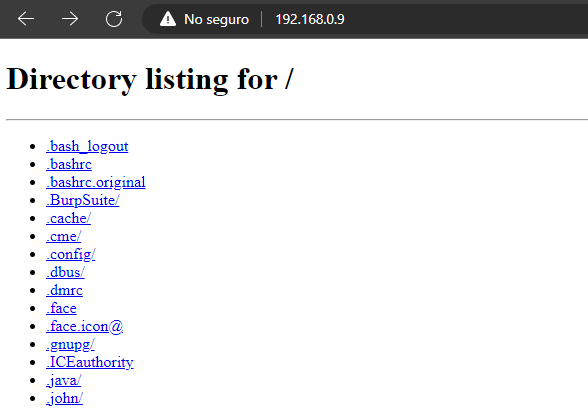 No seguro 192.168.0.9
Directory listing for /
.bash_logout
.bashrc
.bashrc.original
.BurpSuite/
.cache/
.cme/
.config/
.dbus/
.dmrc
.face
.face.icon@
.gnupg/
.ICEauthority
.java/
.john/